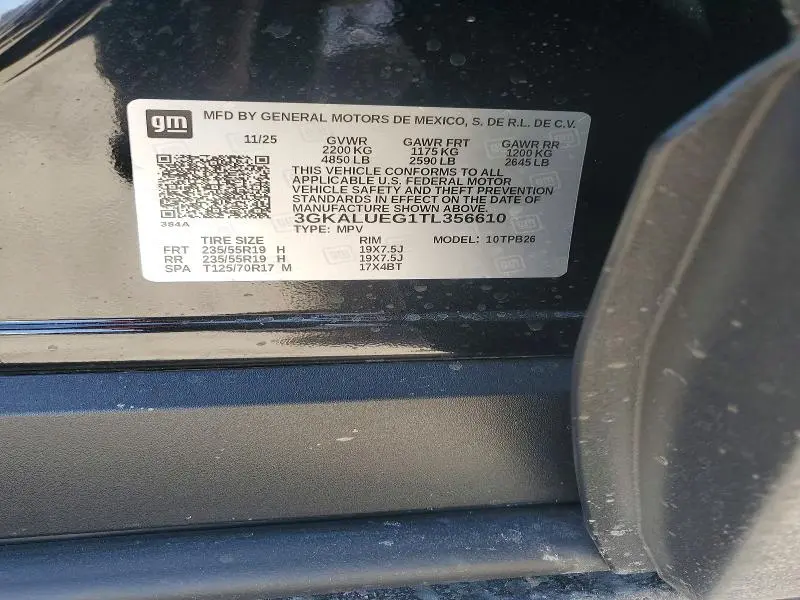 gm
MFD BY GENERAL MOTORS DE MEXICO, S. DE R.L. DE C.V.
11/25 GVWR GAWR FRT GAWR RR
2200 KG 1175 KG 1200 KG
4850 LB 2590 LB 2645 LB
THIS VEHICLE CONFORMS TO ALL
APPLICABLE U.S. FEDERAL MOTOR
VEHICLE SAFETY AND THEFT PREVENTION
STANDARDS IN EFFECT ON THE DATE OF
MANUFACTURE SHOWN ABOVE.
384A 3GKALUEG1TL356610
TYPE: MPV
TIRE SIZE RIM MODEL: 10TPB26
FRT 235/55R19 H 19X7.5J
RR 235/55R19 H 19X7.5J
SPA T125/70R17 M 17X4BT